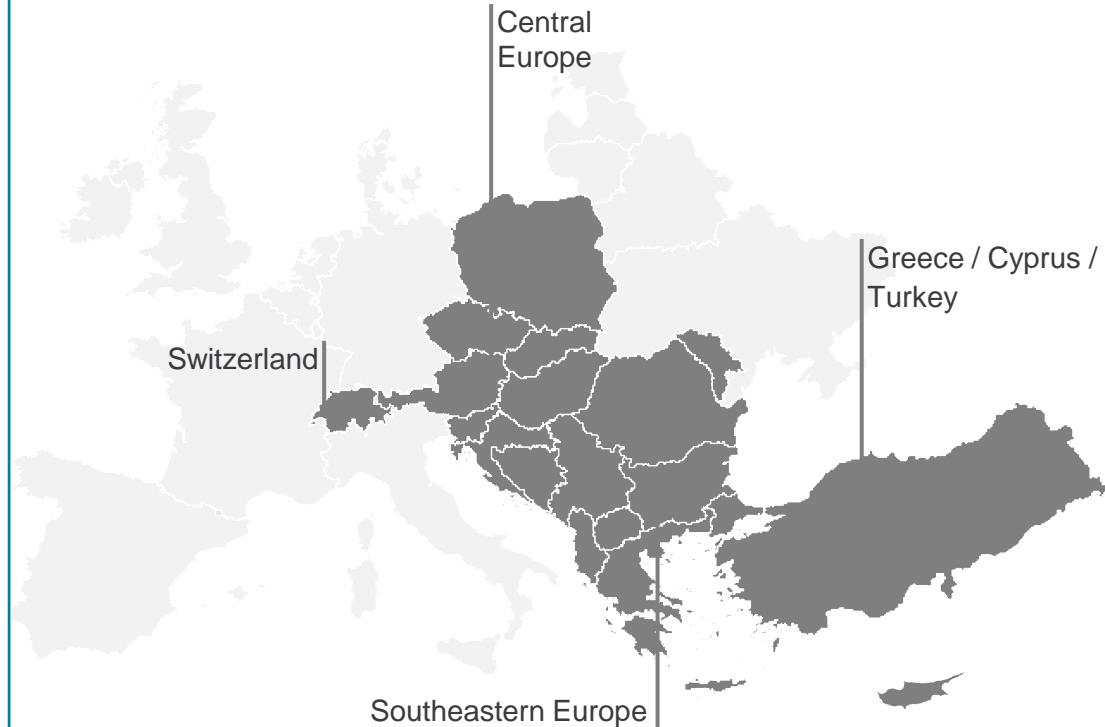 Central
Europe
Greece / Cyprus /
Turkey
Switzerland
Southeastern Europe